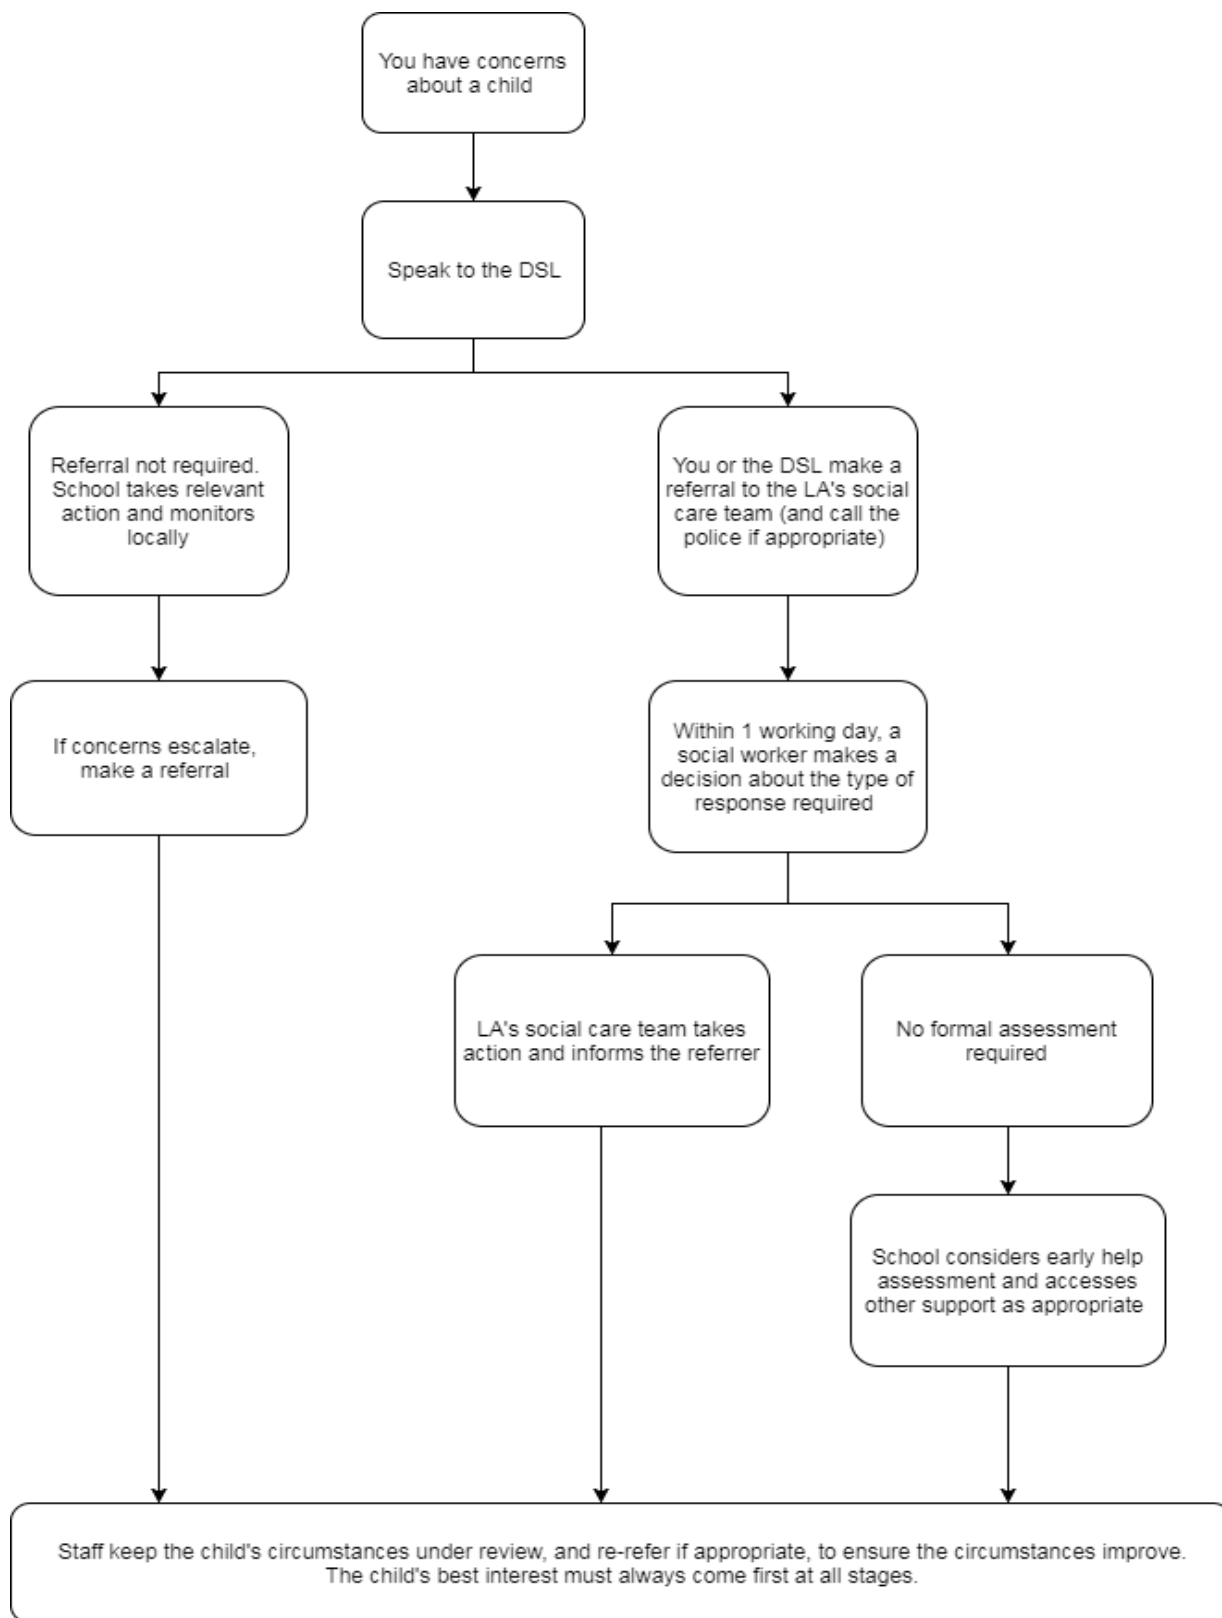 You have concerns
about a child
Speak to the DSL
Referral not required.
School takes relevant
action and monitors
locally
You or the DSL make a
referral to the LA's social
care team (and call the
police if appropriate)
If concerns escalate,
make a referral
Within 1 working day, a
social worker makes a
decision about the type of
response required
LA's social care team takes
action and informs the referrer
No formal assessment
required
School considers early help
assessment and accesses
other support as appropriate
Staff keep the child's circumstances under review, and re-refer if appropriate, to ensure the circumstances improve.
The child's best interest must always come first at all stages.